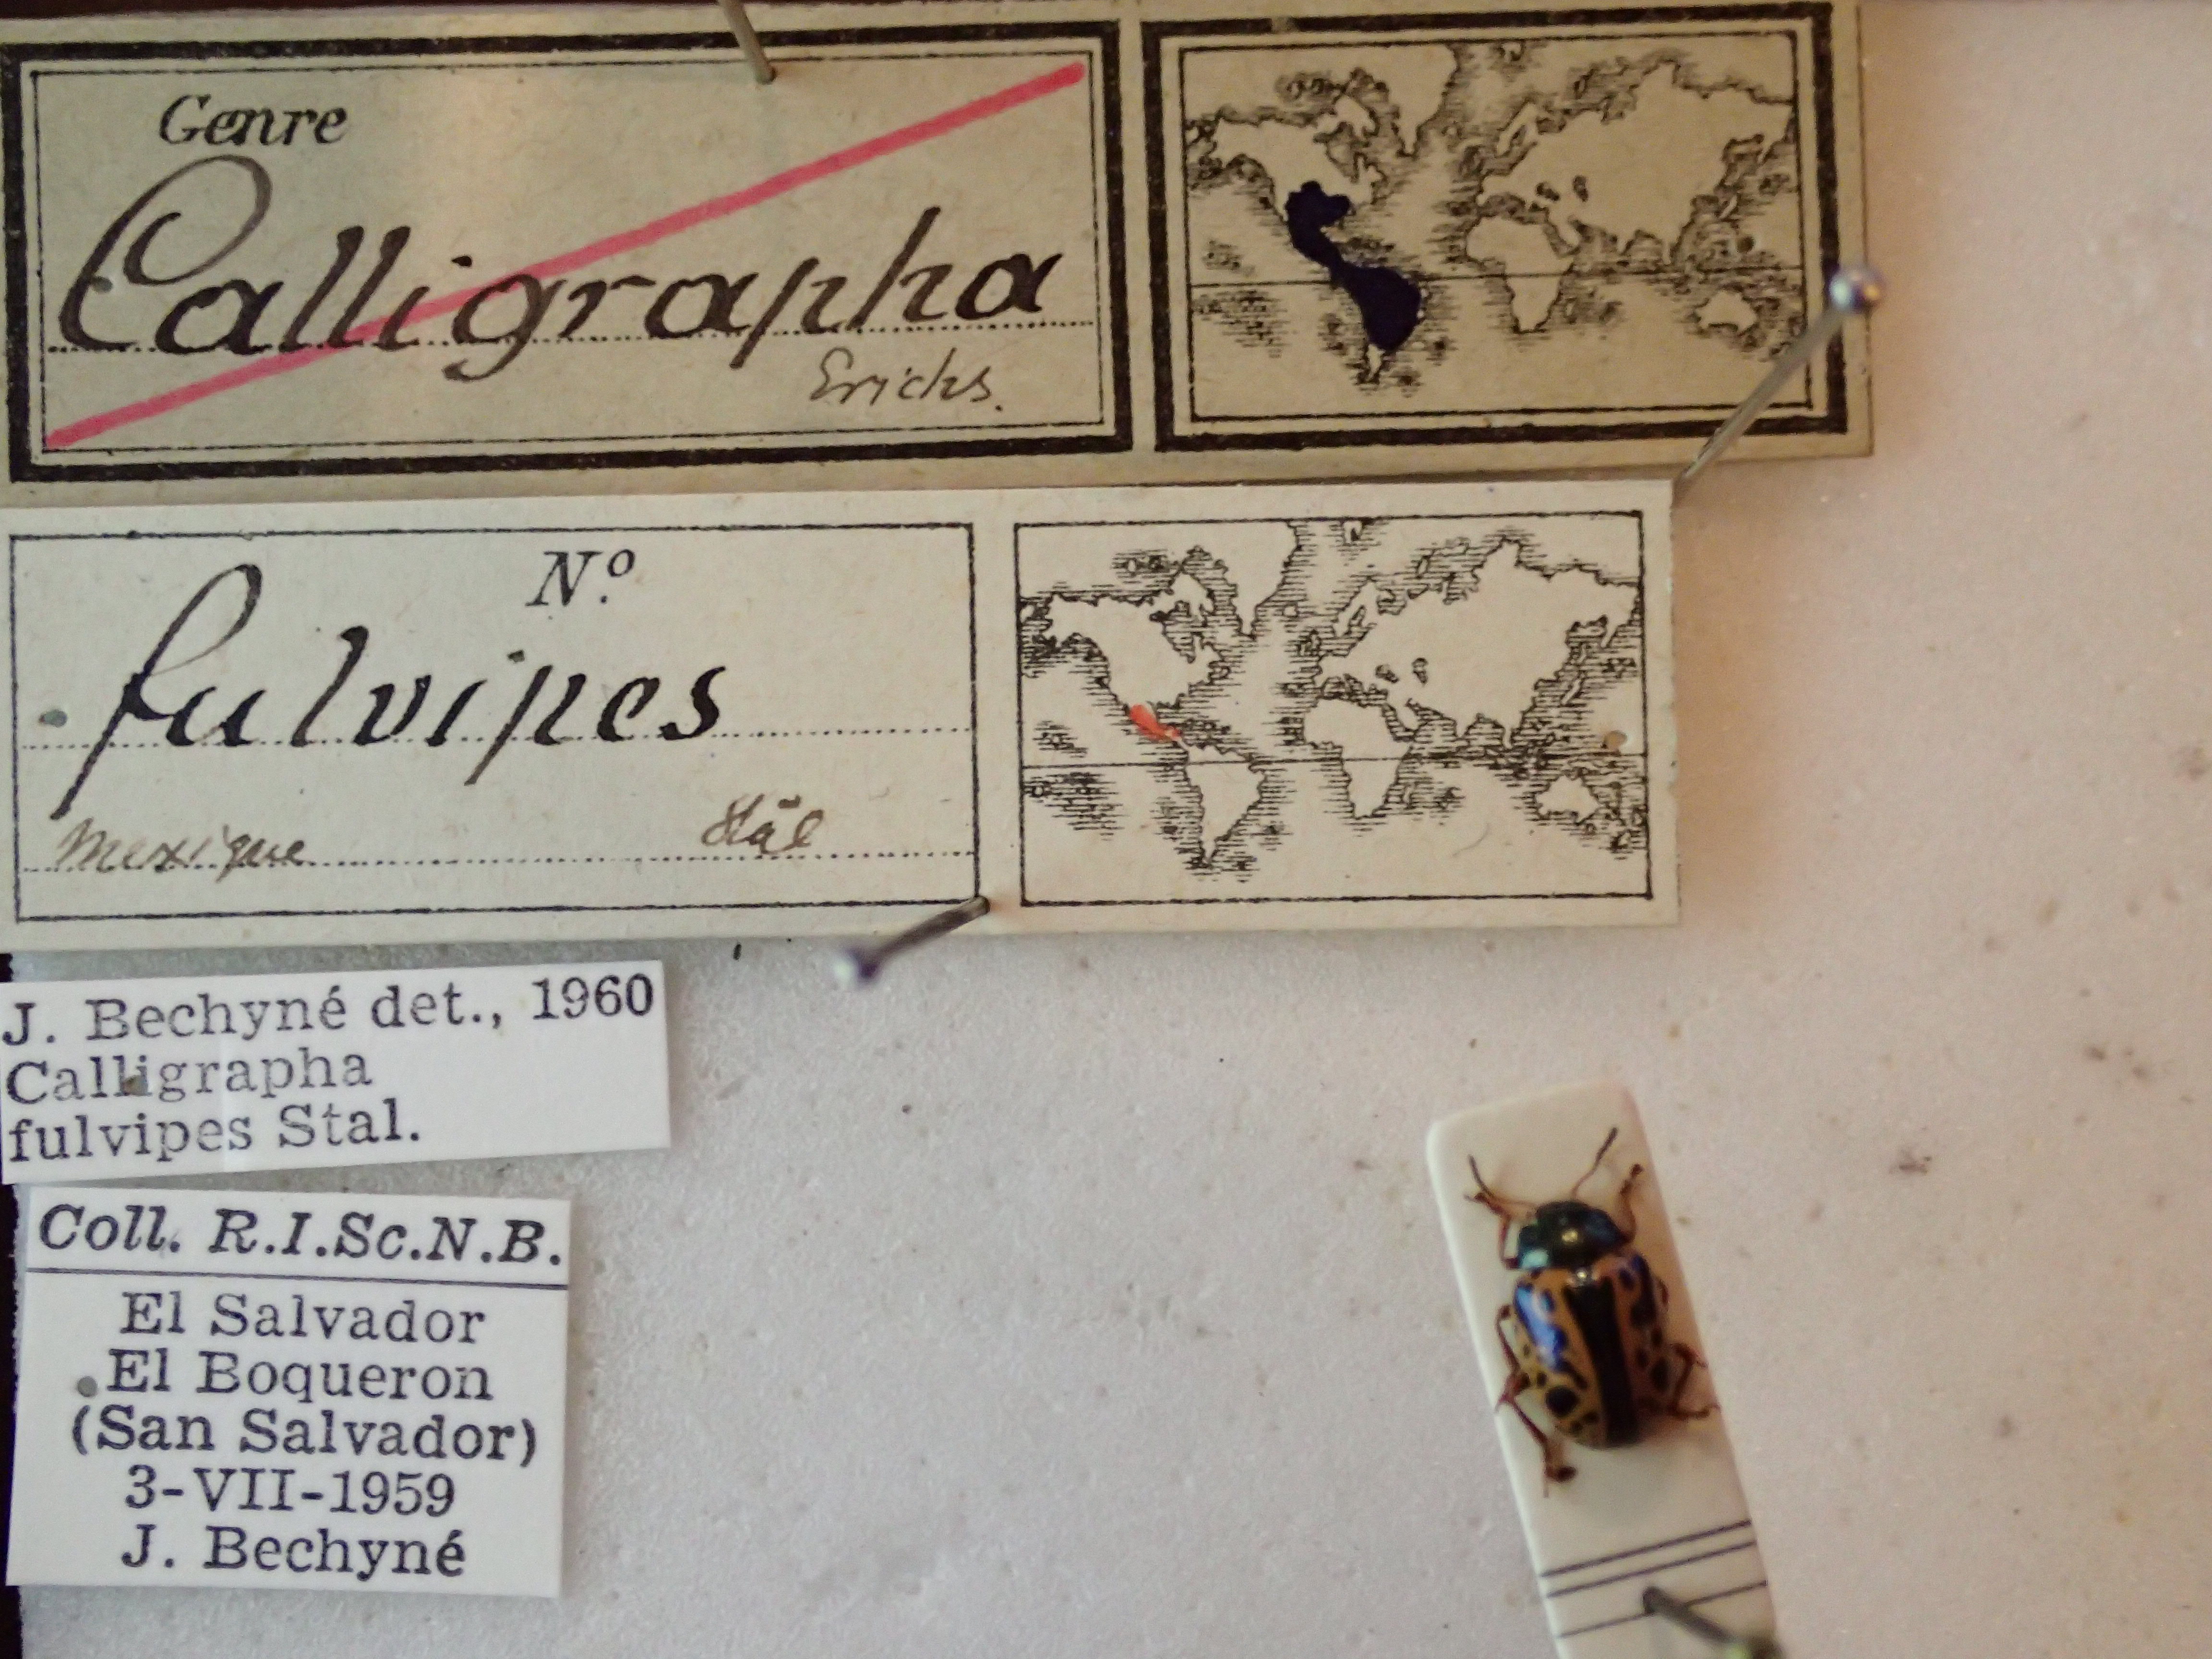 Genre
Calligrapha
Erichs.
N.º
fulvipes
Mexique Stål
J. Bechyné det., 1960
Calligrapha
fulvipes Stal.
Coll. R.I.Sc.N.B.
El Salvador
El Boqueron
(San Salvador)
3-VII-1959
J. Bechyné